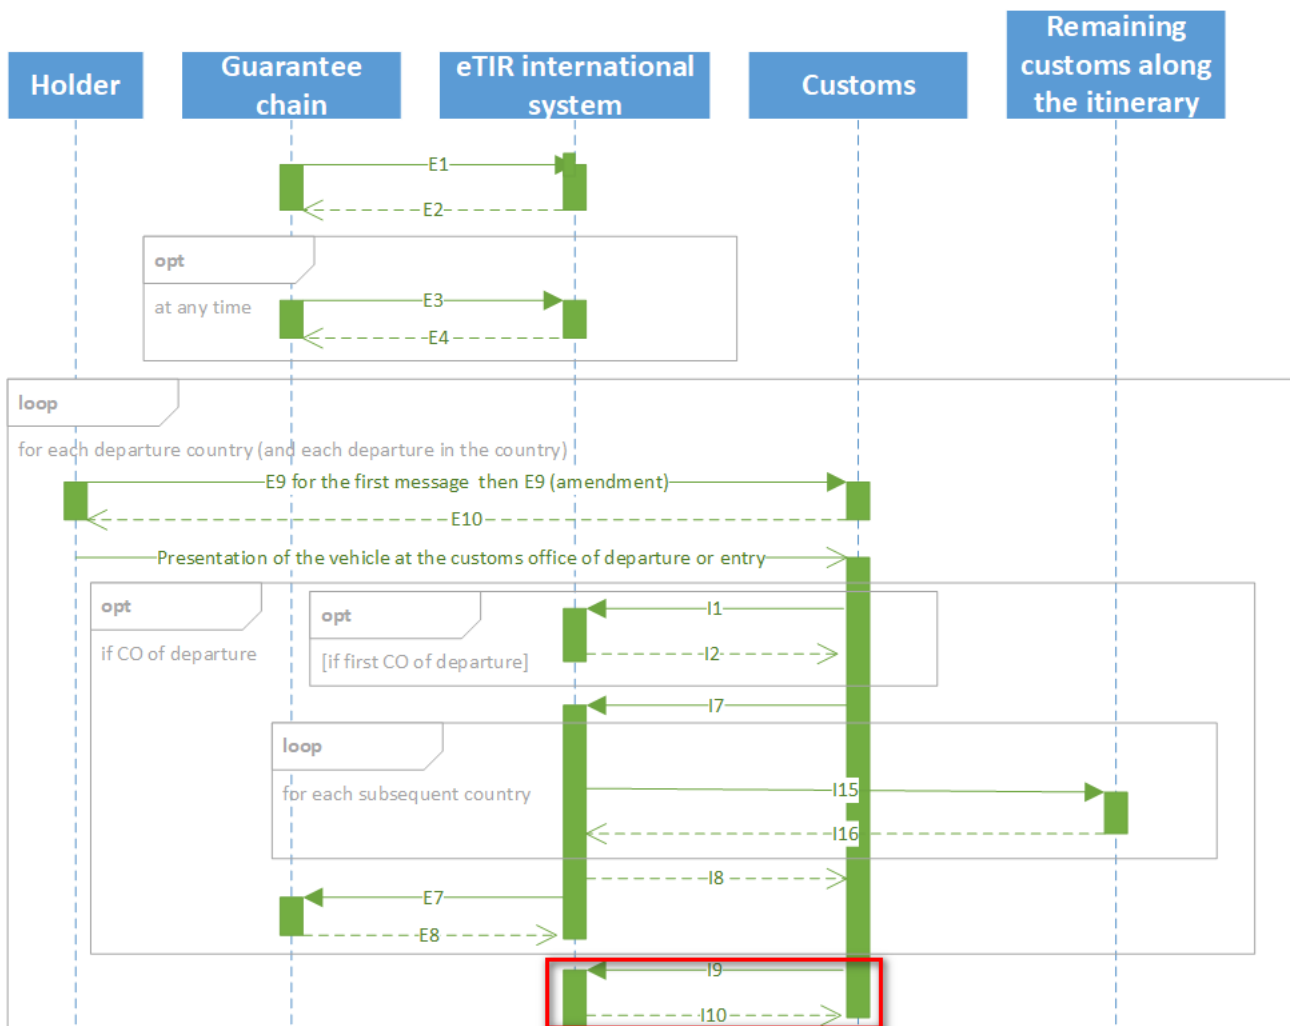 Holder
Guarantee
chain
eTIR international
system
Customs
Remaining
customs along
the itinerary
E1
E2
opt
at any time
E3
E4
loop
for each departure country (and each departure in the country)
E9 for the first message then E9 (amendment)
E10
Presentation of the vehicle at the customs office of departure or entry
opt
if CO of departure
opt
[if first CO of departure]
I1
I2
I7
loop
for each subsequent country
I15
I16
I8
E7
E8
I9
I10